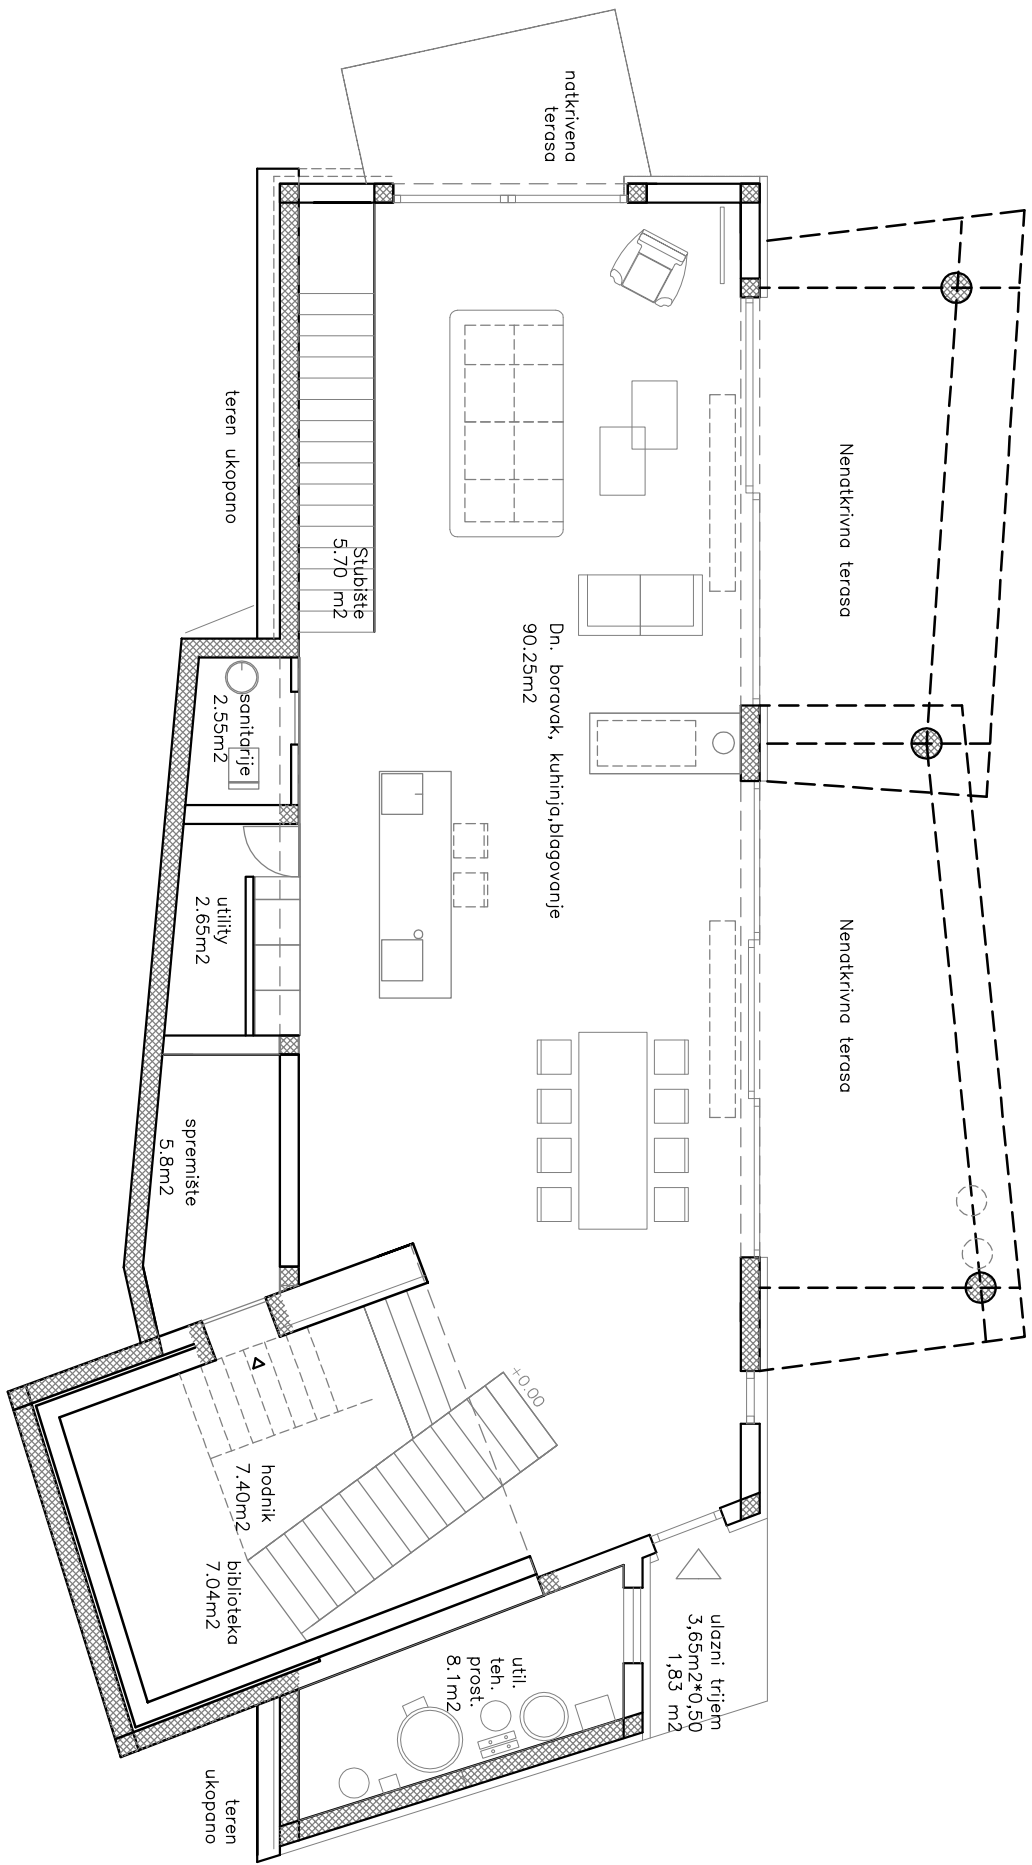 natkrivena
terasa
teren ukopano
Nenatkrivna terasa
Stubište
5.70 m2
Dn. boravak, kuhinja,blagovanje
90.25m2
sanitarije
2.55m2
utility
2.65m2
Nenatkrivna terasa
spremište
5.8m2
±0.00
hodnik
7.40m2
biblioteka
7.04m2
ulazni trijem
3,65m2*0,50
1,83 m2
util.
teh.
prost.
8.1m2
teren
ukopano